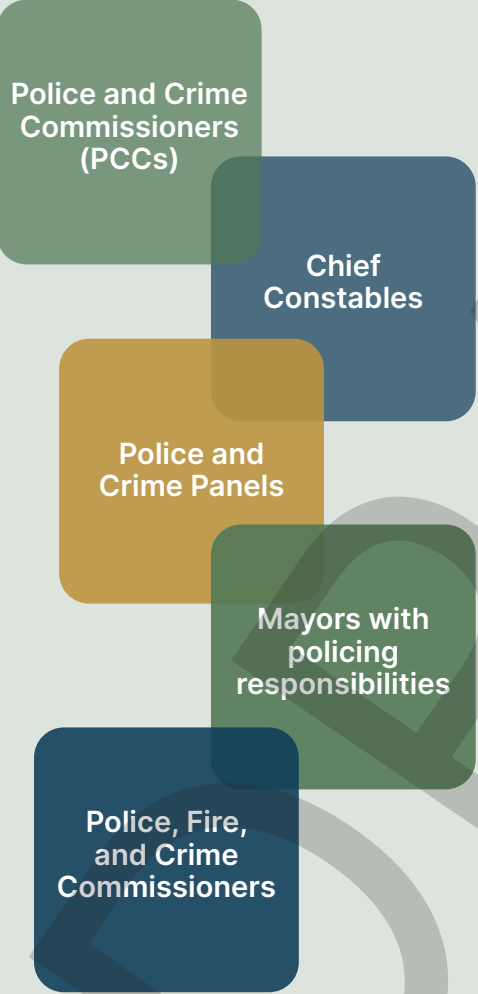 Police and Crime
Commissioners
(PCCs)
Chief
Constables
Police and
Crime Panels
Mayors with
policing
responsibilities
Police, Fire,
and Crime
Commissioners